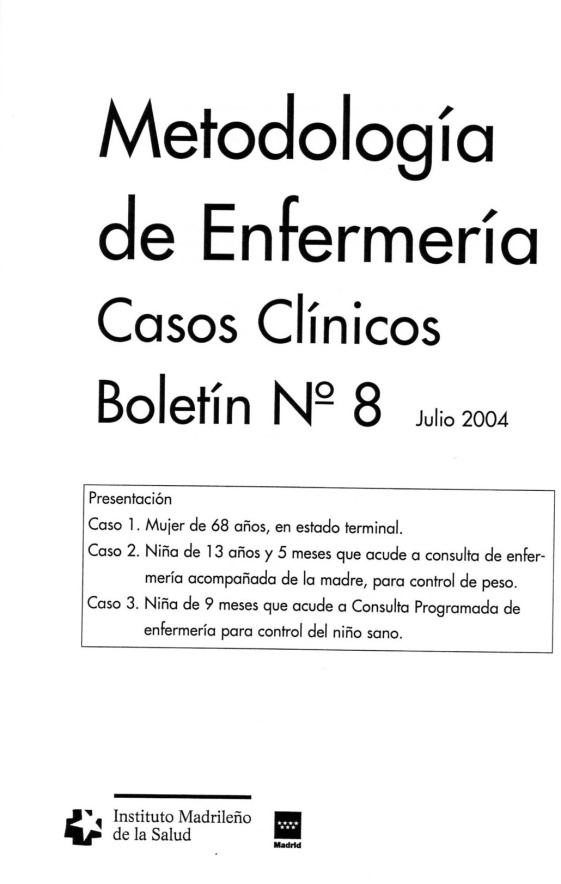 Metodología
de Enfermería
Casos Clínicos
Boletín Nº 8 Julio 2004
Presentación
Caso 1. Mujer de 68 años, en estado terminal.
Caso 2. Niña de 13 años y 5 meses que acude a consulta de enfer-
mería acompañada de la madre, para control de peso.
Caso 3. Niña de 9 meses que acude a Consulta Programada de
enfermería para control del niño sano.
Instituto Madrileño
de la Salud
Madrid